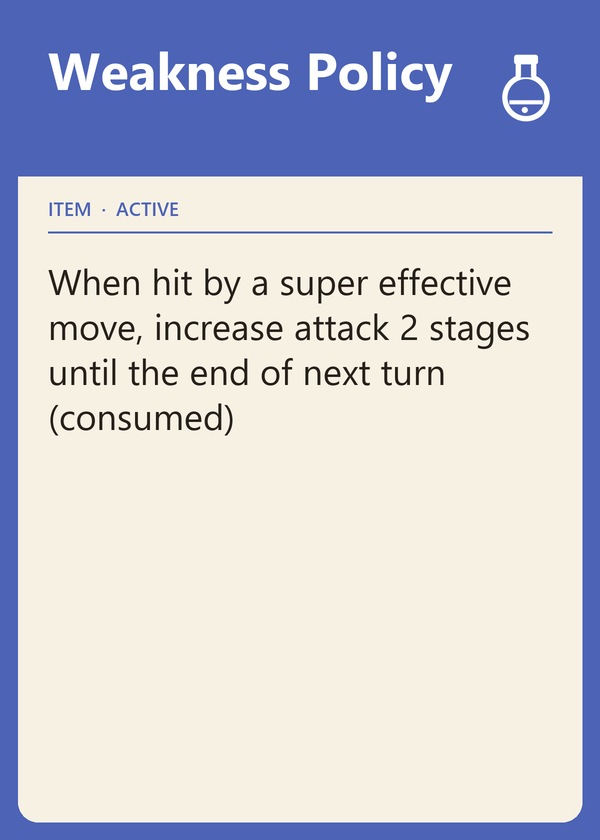 Weakness Policy
ITEM · ACTIVE
When hit by a super effective
move, increase attack 2 stages
until the end of next turn
(consumed)